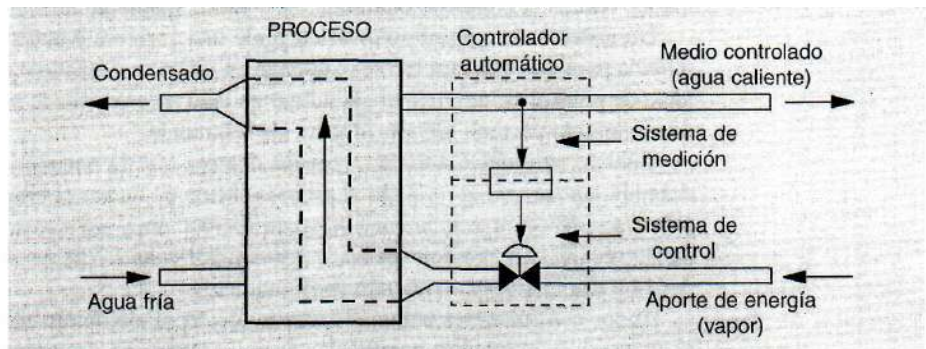 PROCESO
Controlador
automático
Medio controlado
(agua caliente)
Condensado
Sistema de
medición
Sistema de
control
Agua fría
Aporte de energía
(vapor)